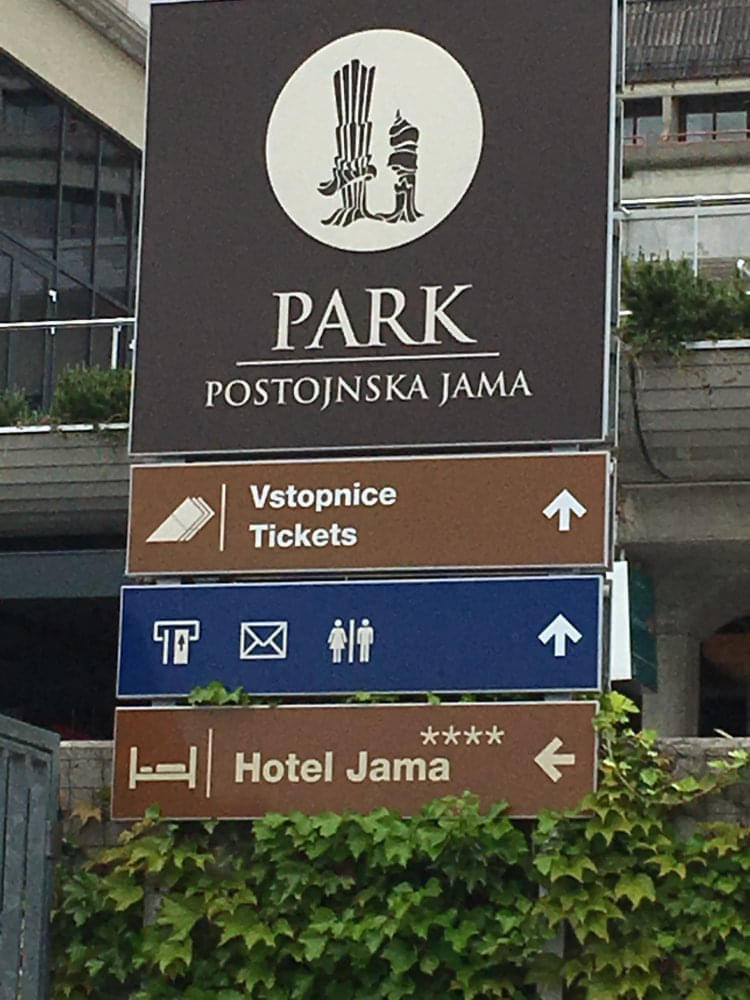 PARK
POSTOJNSKA JAMA
Vstopnice
Tickets
****
Hotel Jama